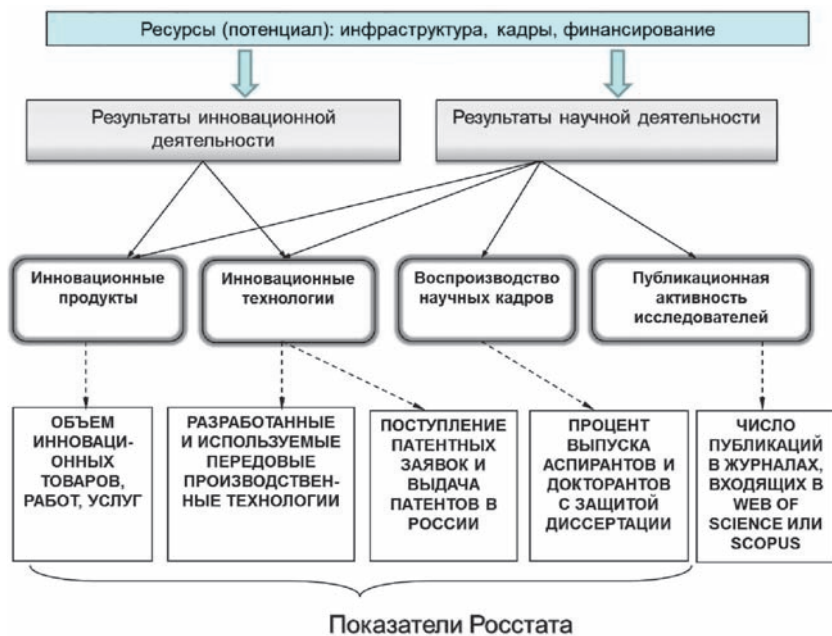 Ресурсы (потенциал): инфраструктура, кадры, финансирование
Результаты инновационной
деятельности
Результаты научной деятельности
Инновационные
продукты
Инновационные
технологии
Воспроизводство
научных кадров
Публикационная
активность
исследователей
ОБЪЕМ
ИННОВАЦИ-
ОННЫХ
ТОВАРОВ,
РАБОТ, УСЛУГ
РАЗРАБОТАННЫЕ
И ИСПОЛЬЗУЕМЫЕ
ПЕРЕДОВЫЕ
ПРОИЗВОДСТВЕН-
НЫЕ ТЕХНОЛОГИИ
ПОСТУПЛЕНИЕ
ПАТЕНТНЫХ
ЗАЯВОК И
ВЫДАЧА
ПАТЕНТОВ В
РОССИИ
ПРОЦЕНТ
ВЫПУСКА
АСПИРАНТОВ И
ДОКТОРАНТОВ
С ЗАЩИТОЙ
ДИССЕРТАЦИИ
ЧИСЛО
ПУБЛИКАЦИЙ
В ЖУРНАЛАХ,
ВХОДЯЩИХ В
WEB OF
SCIENCE ИЛИ
SCOPUS
Показатели Росстата